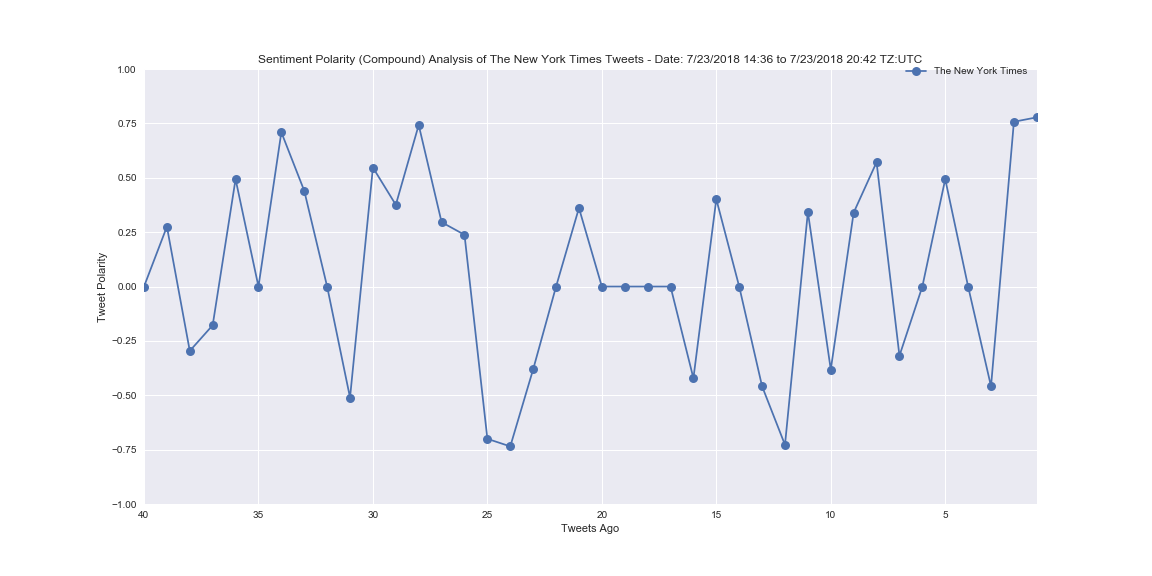 Sentiment Polarity (Compound) Analysis of The New York Times Tweets - Date: 7/23/2018 14:36 to 7/23/2018 20:42 TZ:UTC
The New York Times
1.00
0.75
0.50
0.25
0.00
−0.25
−0.50
−0.75
−1.00
Tweet Polarity
40 35 30 25 20 15 10 5
Tweets Ago